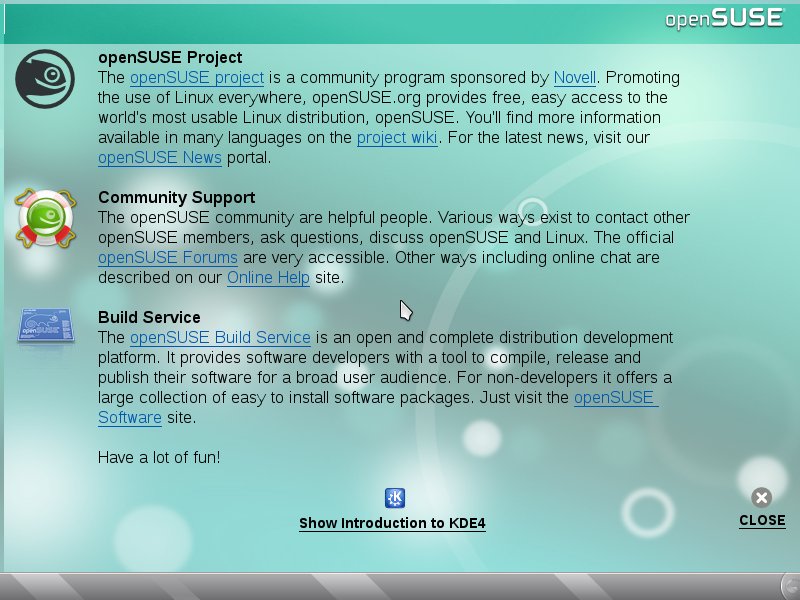 openSUSE
openSUSE Project
The openSUSE project is a community program sponsored by Novell. Promoting
the use of Linux everywhere, openSUSE.org provides free, easy access to the
world's most usable Linux distribution, openSUSE. You'll find more information
available in many languages on the project wiki. For the latest news, visit our
openSUSE News portal.
Community Support
The openSUSE community are helpful people. Various ways exist to contact other
openSUSE members, ask questions, discuss openSUSE and Linux. The official
openSUSE Forums are very accessible. Other ways including online chat are
described on our Online Help site.
openSUSE
Build Service
The openSUSE Build Service is an open and complete distribution development
platform. It provides software developers with a tool to compile, release and
publish their software for a broad user audience. For non-developers it offers a
large collection of easy to install software packages. Just visit the openSUSE
Software site.
Have a lot of fun!
K
Show Introduction to KDE4
CLOSE